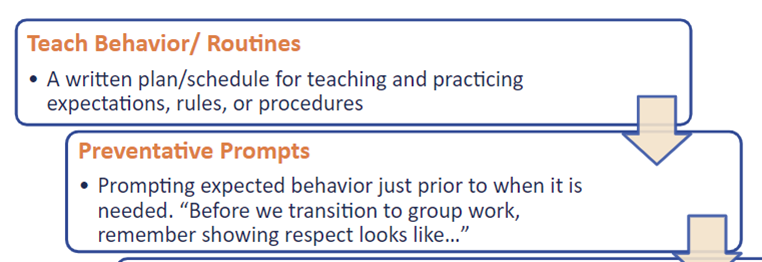 Teach Behavior/ Routines
• A written plan/schedule for teaching and practicing
expectations, rules, or procedures
Preventative Prompts
• Prompting expected behavior just prior to when it is
needed. “Before we transition to group work,
remember showing respect looks like…”